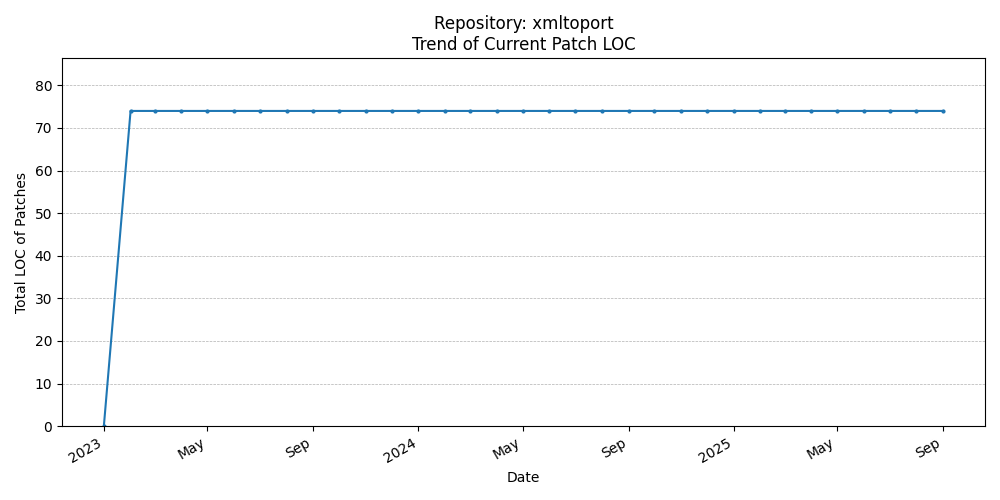 Repository: xmltoport
Trend of Current Patch LOC
Total LOC of Patches
80
70
60
50
40
30
20
10
0
2023
May
Sep
2024
May
Sep
2025
May
Sep
Date